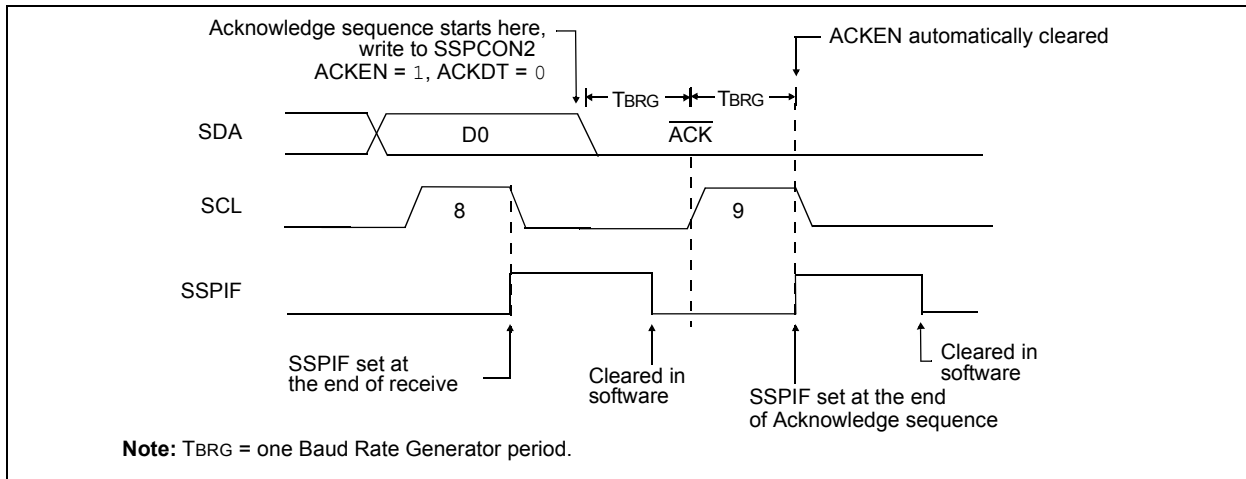 Acknowledge sequence starts here,
write to SSPCON2
ACKEN = 1, ACKDT = 0
ACKEN automatically cleared
TBRG
TBRG
SDA
D0
ACK
SCL
8
9
SSPIF
SSPIF set at
the end of receive
Cleared in
software
SSPIF set at the end
of Acknowledge sequence
Cleared in
software
Note: TBRG = one Baud Rate Generator period.